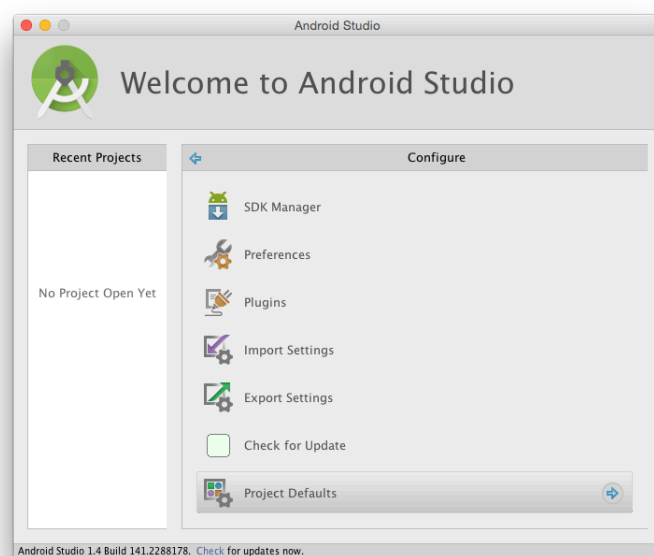 Android Studio
Welcome to Android Studio
Recent Projects
Configure
SDK Manager
Preferences
No Project Open Yet
Plugins
Import Settings
Export Settings
Check for Update
Project Defaults
Android Studio 1.4 Build 141.2288178. Check for updates now.